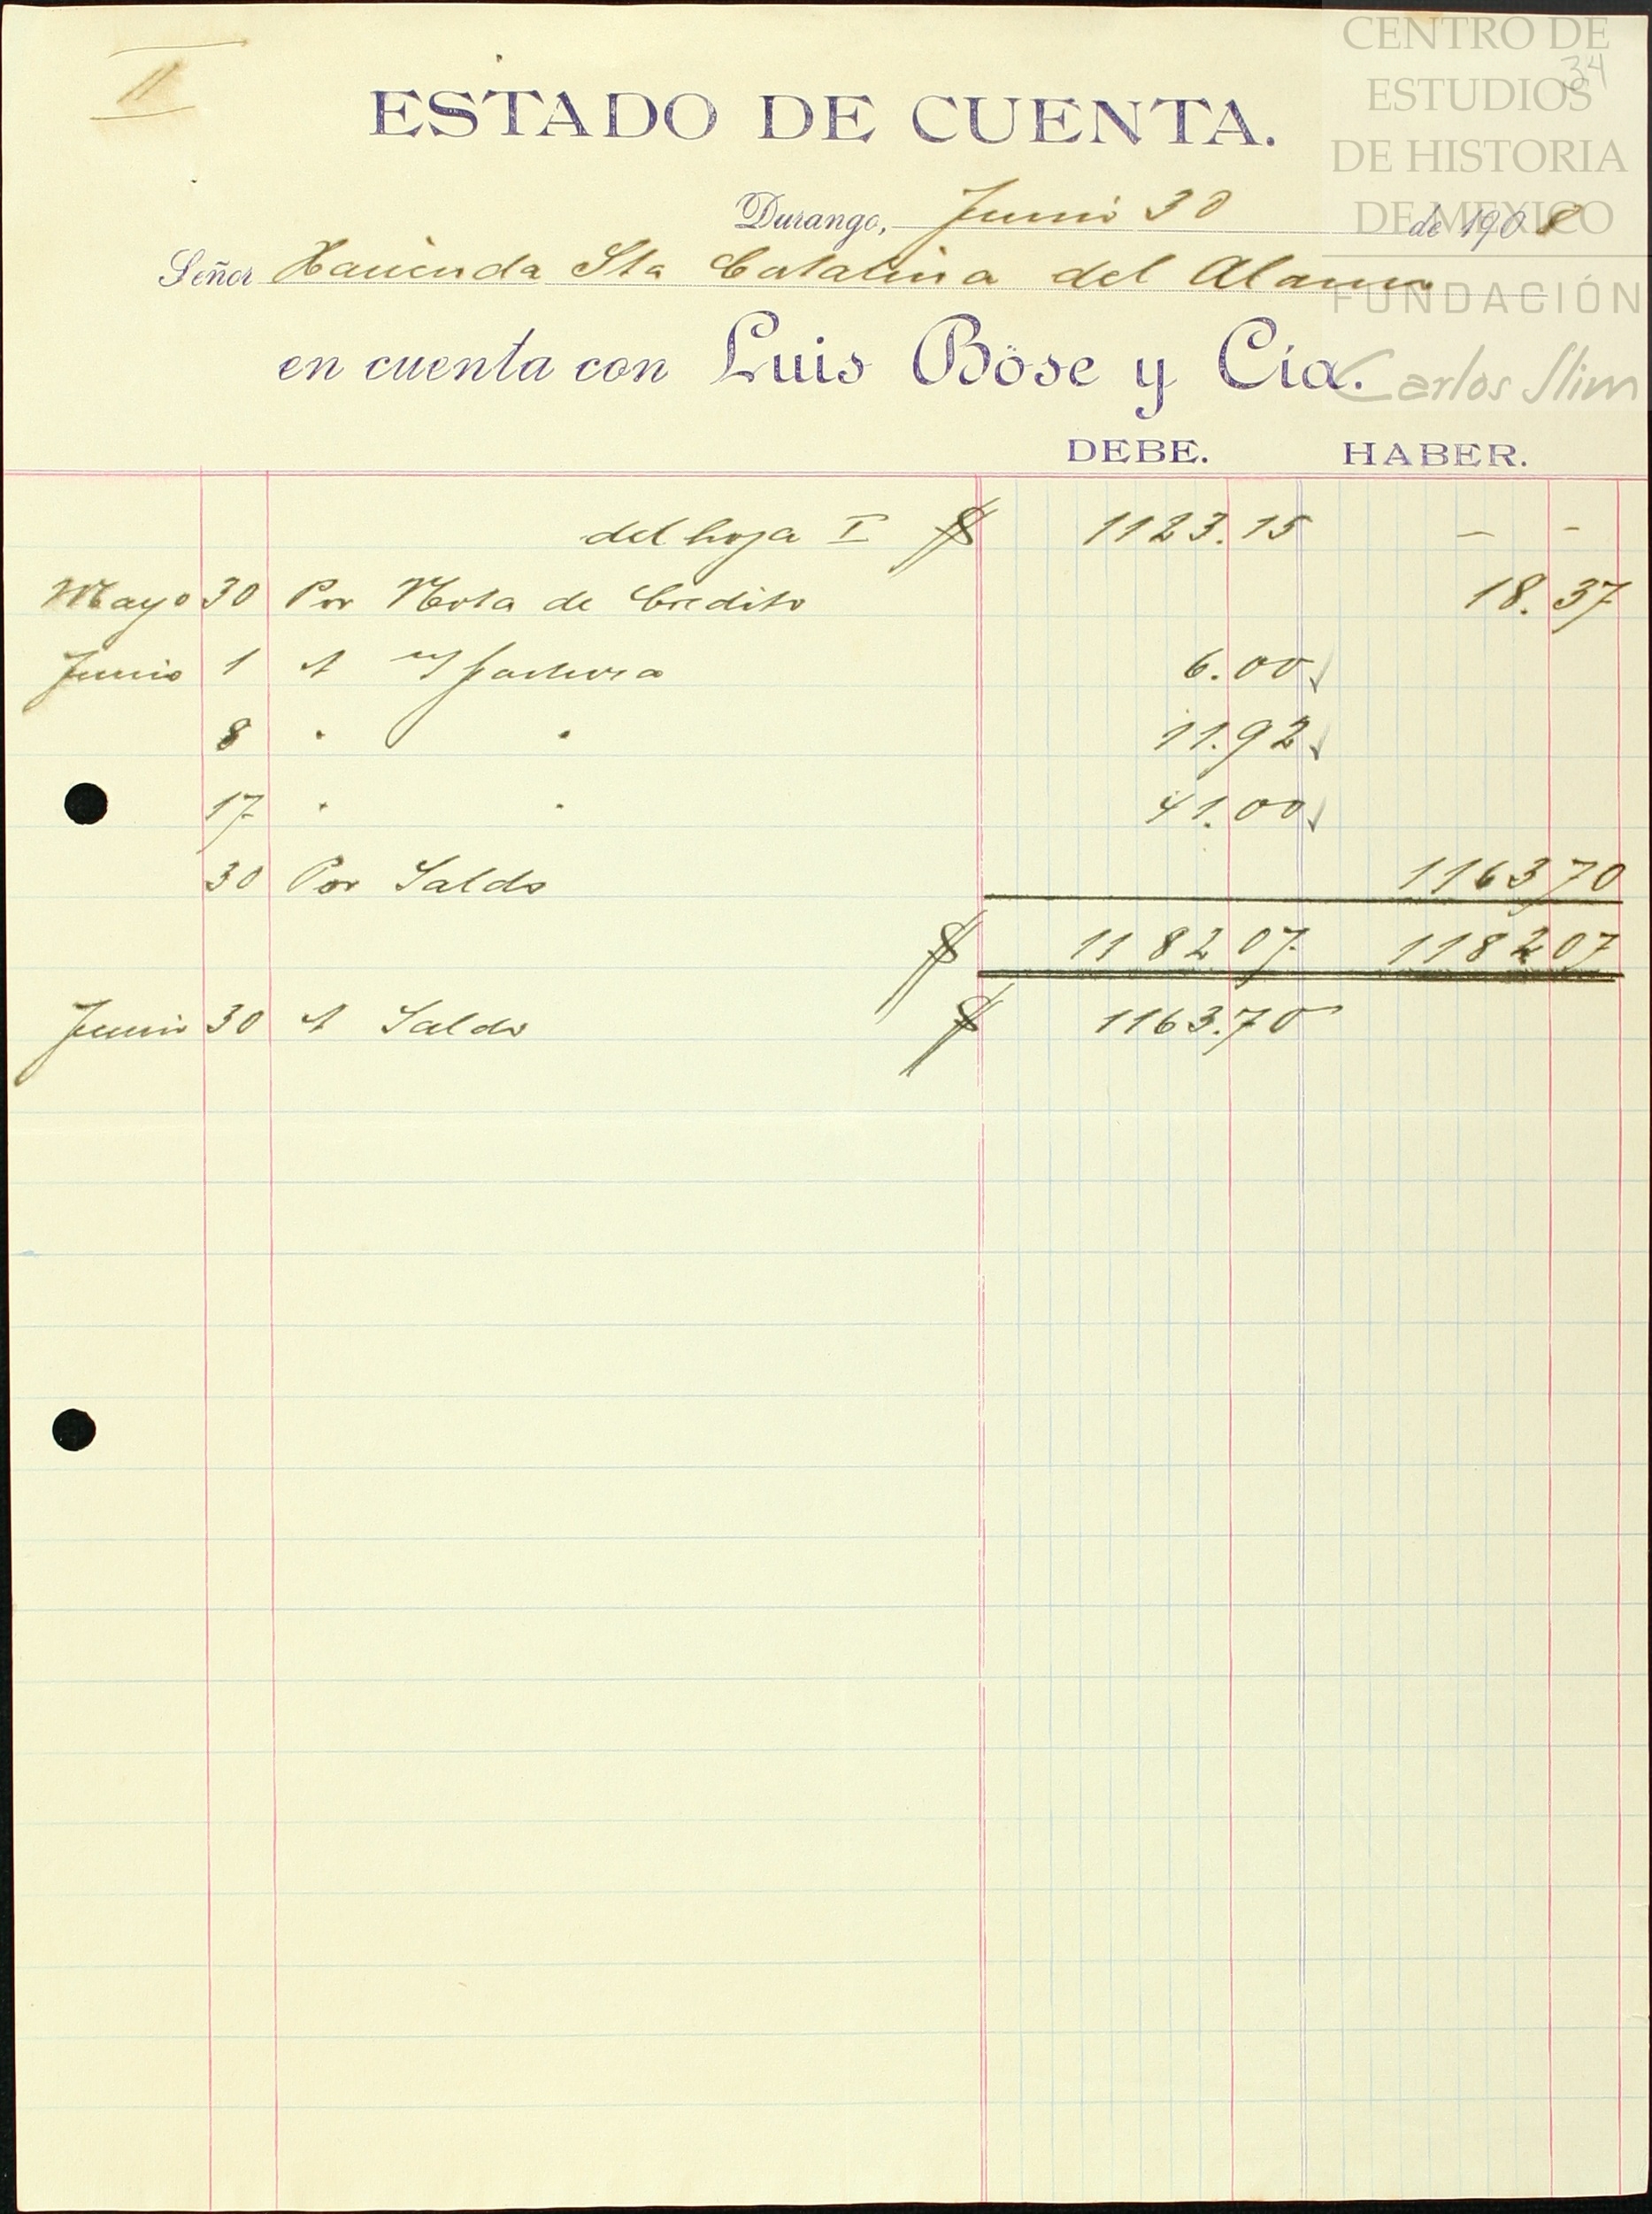 II
34
ESTADO DE CUENTA.
Durango, Junio 30 de 1908
Señor Hacienda Sta Catalina del Alamo
en cuenta con Luis Böse y Cía.
DEBE. HABER.
del hoja I $ 1123.15 – –
Mayo 30 Por Nota de Credito 18.37
Junio 1 A factura 6.00
8 " " 11.92
17 " " 41.00
30 Por Saldo 1163 70
$ 1182 07 1182 07
Junio 30 A Saldo $ 1163.70
CENTRO DE
ESTUDIOS
DE HISTORIA
DE MEXICO
FUNDACIÓN
Carlos Slim